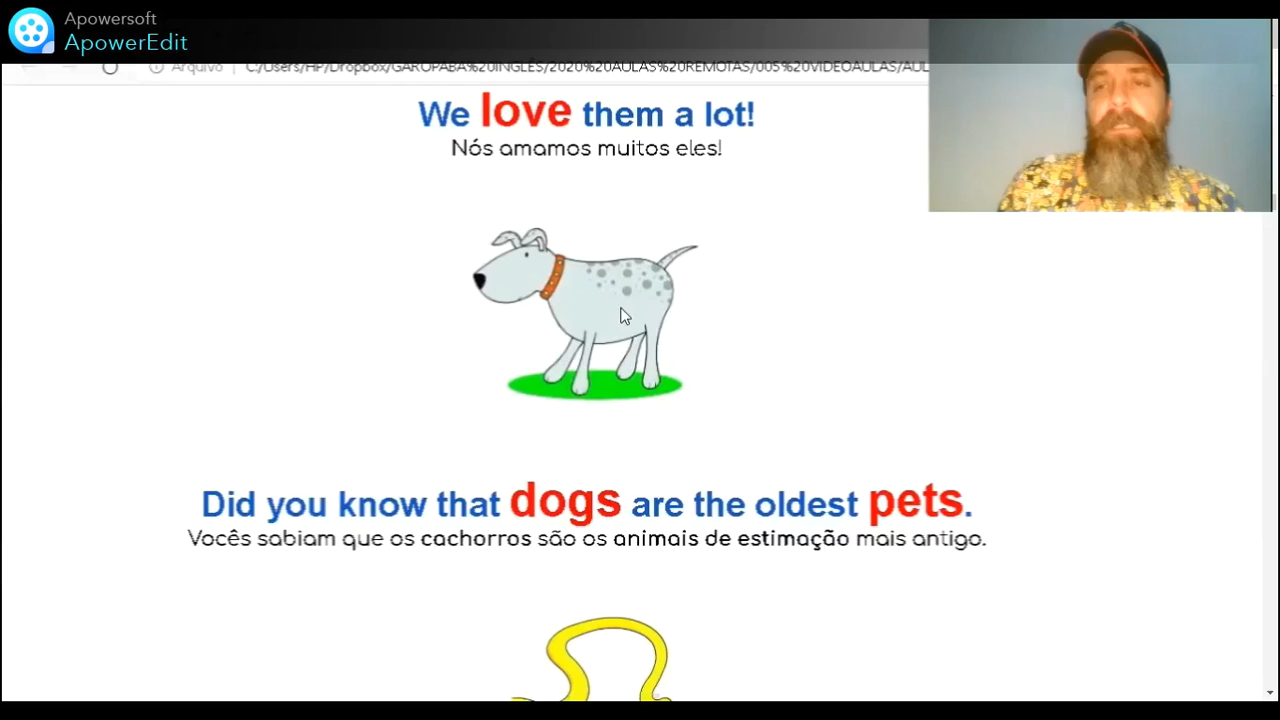 Apowersoft
ApowerEdit
Arquivo | C:/Users/HP/Dropbox/GAROPABA%20INGLÊS/2020%20AULAS%20REMOTAS/005%20VIDEOAULAS/AUL
We love them a lot!
Nós amamos muitos eles!
Did you know that dogs are the oldest pets.
Vocês sabiam que os cachorros são os animais de estimação mais antigo.